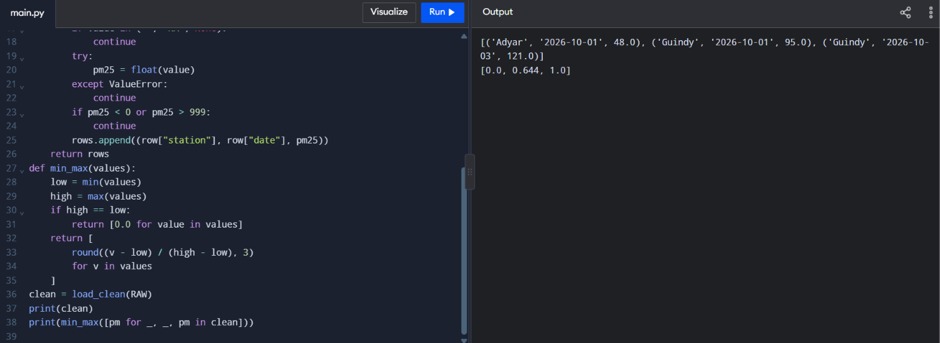 main.py
Visualize
Run
18 continue
19 try:
20 pm25 = float(value)
21 except ValueError:
22 continue
23 if pm25 < 0 or pm25 > 999:
24 continue
25 rows.append((row["station"], row["date"], pm25))
26 return rows
27 def min_max(values):
28 low = min(values)
29 high = max(values)
30 if high == low:
31 return [0.0 for value in values]
32 return [
33 round((v - low) / (high - low), 3)
34 for v in values
35 ]
36 clean = load_clean(RAW)
37 print(clean)
38 print(min_max([pm for _, _, pm in clean]))
39
Output
[('Adyar', '2026-10-01', 48.0), ('Guindy', '2026-10-01', 95.0), ('Guindy', '2026-10-
03', 121.0)]
[0.0, 0.644, 1.0]